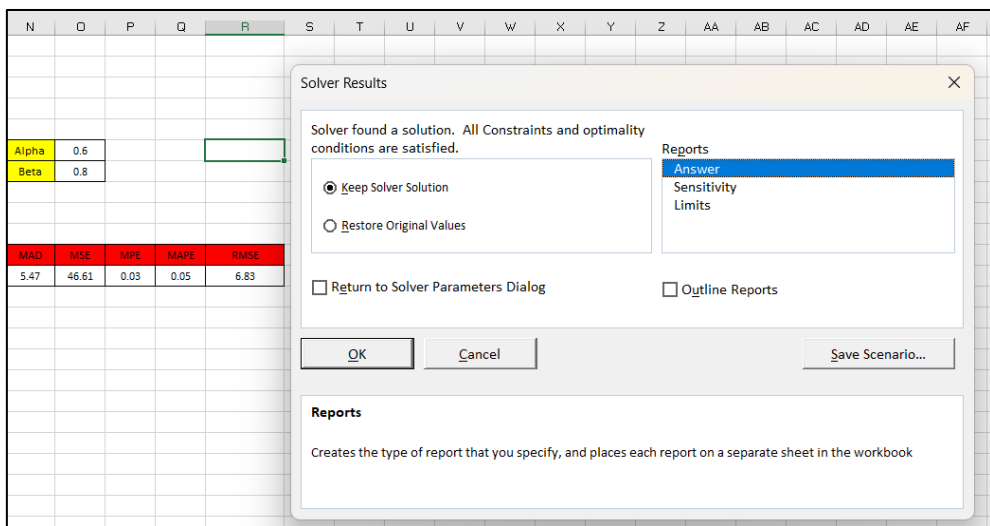 N O P Q R S T U V W X Y Z AA AB AC AD AE AF
Solver Results
Solver found a solution. All Constraints and optimality
conditions are satisfied.
Reports
Alpha 0.6
Beta 0.8
Answer
Sensitivity
Limits
Keep Solver Solution
Restore Original Values
MAD MSE MPE MAPE RMSE
5.47 46.61 0.03 0.05 6.83
Return to Solver Parameters Dialog
Outline Reports
OK Cancel Save Scenario...
Reports
Creates the type of report that you specify, and places each report on a separate sheet in the workbook